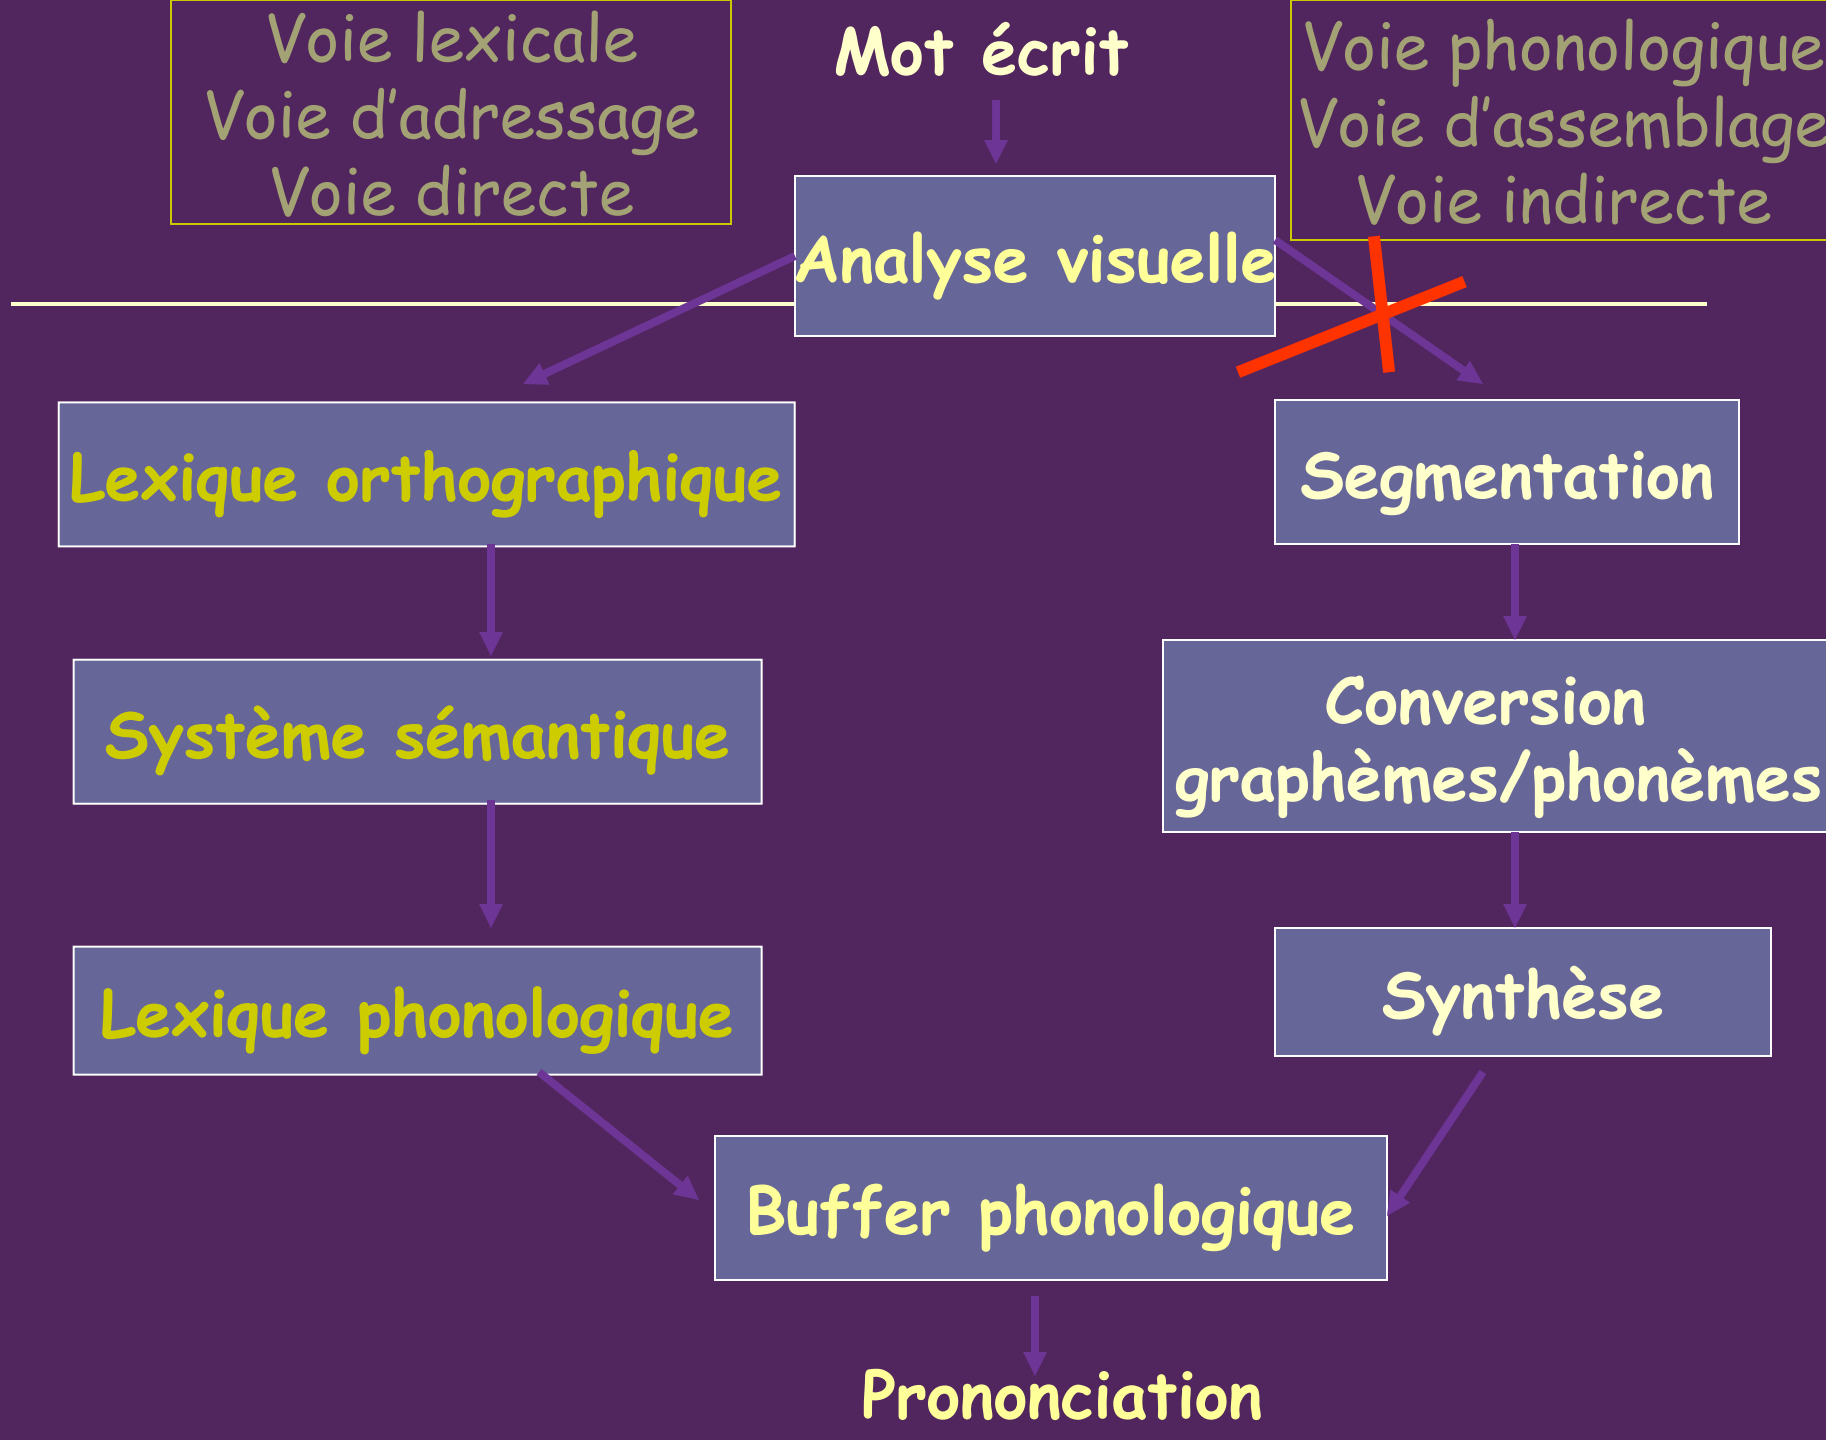 Voie lexicale
Voie d’adressage
Voie directe
Mot écrit
Voie phonologique
Voie d’assemblage
Voie indirecte
Analyse visuelle
Lexique orthographique
Segmentation
Système sémantique
Conversion
graphèmes/phonèmes
Lexique phonologique
Synthèse
Buffer phonologique
Prononciation